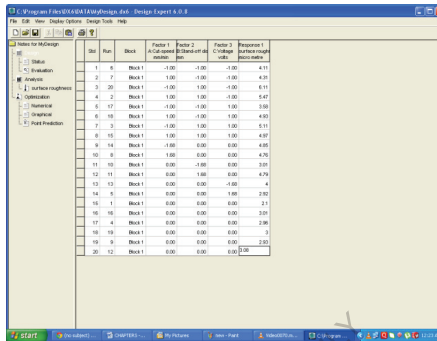 C:\Program Files\DX6\DATA\MyDesign.dx6 - Design Expert 6.0.8
File Edit View Display Options Design Tools Help
Notes for MyDesign
Status
Evaluation
Analysis
surface roughness
Optimization
Numerical
Graphical
Point Prediction
Std Run Block Factor 1 Factor 2 Factor 3 Response 1
A:Cut-speed B:Stand-off dis C:Voltage surface rough
mm/min mm volts micro metre
1 6 Block 1 -1.00 -1.00 -1.00 4.11
2 7 Block 1 1.00 -1.00 -1.00 4.31
3 20 Block 1 -1.00 1.00 -1.00 6.11
4 2 Block 1 1.00 1.00 -1.00 5.47
5 17 Block 1 -1.00 -1.00 1.00 3.58
6 18 Block 1 1.00 -1.00 1.00 4.93
7 3 Block 1 -1.00 1.00 1.00 5.11
8 15 Block 1 1.00 1.00 1.00 4.97
9 14 Block 1 -1.68 0.00 0.00 4.85
10 8 Block 1 1.68 0.00 0.00 4.76
11 10 Block 1 0.00 -1.68 0.00 3.01
12 11 Block 1 0.00 1.68 0.00 4.79
13 13 Block 1 0.00 0.00 -1.68 4
14 5 Block 1 0.00 0.00 1.68 2.92
15 1 Block 1 0.00 0.00 0.00 2.1
16 16 Block 1 0.00 0.00 0.00 3.01
17 4 Block 1 0.00 0.00 0.00 2.96
18 19 Block 1 0.00 0.00 0.00 3
19 9 Block 1 0.00 0.00 0.00 2.93
20 12 Block 1 0.00 0.00 0.00 3.08
start
(no subject) ...
CHAPTERS - ...
My Pictures
new - Paint
C:\Program ...